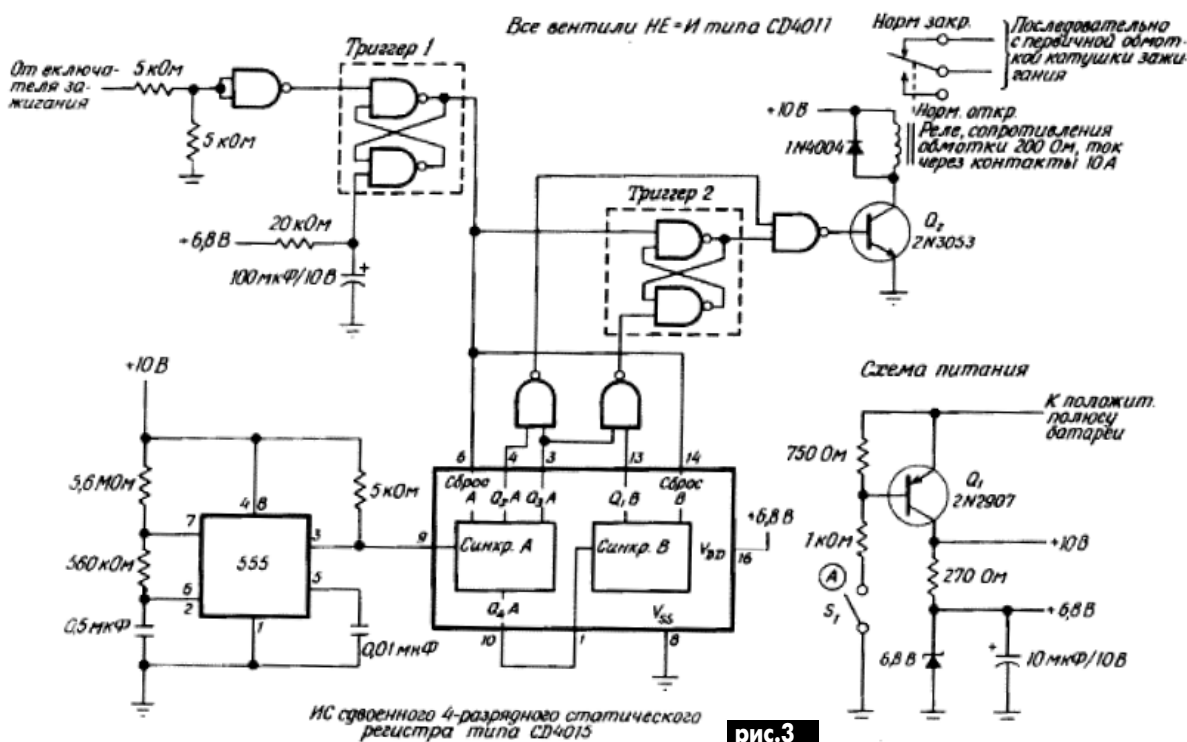 Все вентили НЕ=И типа CD4011
Норм закр.
Последовательно
с первичной обмот-
кой катушки зажи-
гания
Норм. откр.
Реле, сопротивления
обмотки 200 Ом, ток
через контакты 10 А
+10 В
1N4004
Q₂
2N3053
От включа-
теля за-
жигания
5 кОм
5 кОм
Триггер 1
20 кОм
+6,8 В
100 мкФ/10 В
+
Триггер 2
+10 В
5,6 МОм
560 кОм
0,5 мкФ
7
6
2
4 8
555
3
5
1
5 кОм
0,01 мкФ
6
4
3
13
14
Сброс
A
Q₂ A
Q₃ A
Q₁ B
Сброс
B
9
Синхр. A
Синхр. B
V DD
16
+6,8 В
Q₄ A
10
1
V SS
8
ИС сдвоенного 4-разрядного статического
регистра типа CD4015
Схема питания
К положит.
полюсу
батареи
750 Ом
Q₁
2N2907
1 кОм
+10 В
270 Ом
A
S₁
+6,8 В
6,8 В
+
10 мкФ/10 В
рис.3